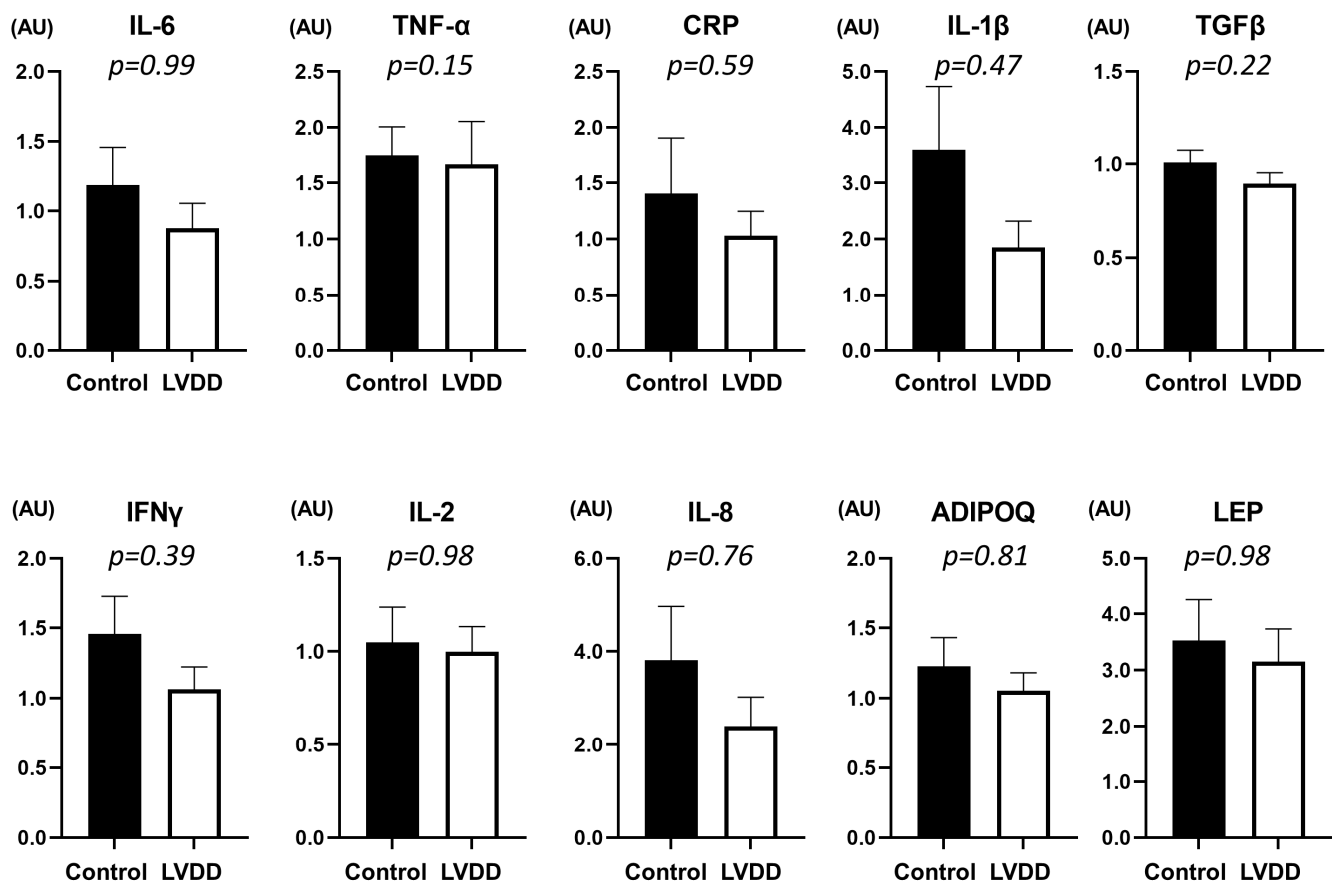 (AU) IL-6 (AU) TNF-α (AU) CRP (AU) IL-1β (AU) TGFβ
p=0.99 p=0.15 p=0.59 p=0.47 p=0.22
2.0 2.5 2.5 5.0 1.5
1.5 2.0 2.0 4.0 1.0
1.0 1.5 1.5 3.0 0.5
0.5 1.0 1.0 2.0 0.0
0.0 0.5 0.5 1.0
0.0 0.0 0.0
Control LVDD Control LVDD Control LVDD Control LVDD Control LVDD
(AU) IFNγ (AU) IL-2 (AU) IL-8 (AU) ADIPOQ (AU) LEP
p=0.39 p=0.98 p=0.76 p=0.81 p=0.98
2.0 1.5 6.0 2.0 5.0
1.5 1.0 4.0 1.5 4.0
1.0 0.5 2.0 1.0 3.0
0.5 0.0 0.0 0.5 2.0
0.0 0.0 1.0
0.0
Control LVDD Control LVDD Control LVDD Control LVDD Control LVDD